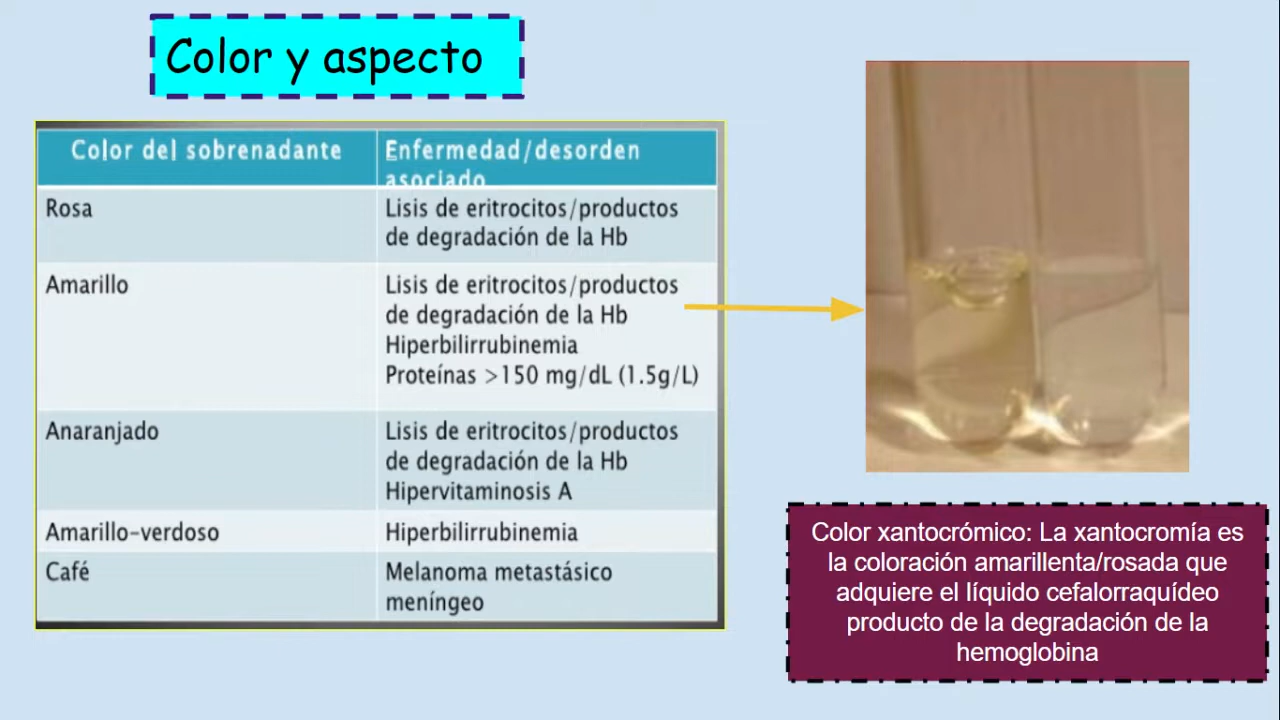 Color y aspecto
Color del sobrenadante
Enfermedad/desorden
asociado
Rosa
Lisis de eritrocitos/productos
de degradación de la Hb
Amarillo
Lisis de eritrocitos/productos
de degradación de la Hb
Hiperbilirrubinemia
Proteínas >150 mg/dL (1.5g/L)
Anaranjado
Lisis de eritrocitos/productos
de degradación de la Hb
Hipervitaminosis A
Amarillo-verdoso
Hiperbilirrubinemia
Café
Melanoma metastásico
meníngeo
Color xantocrómico: La xantocromía es
la coloración amarillenta/rosada que
adquiere el líquido cefalorraquídeo
producto de la degradación de la
hemoglobina